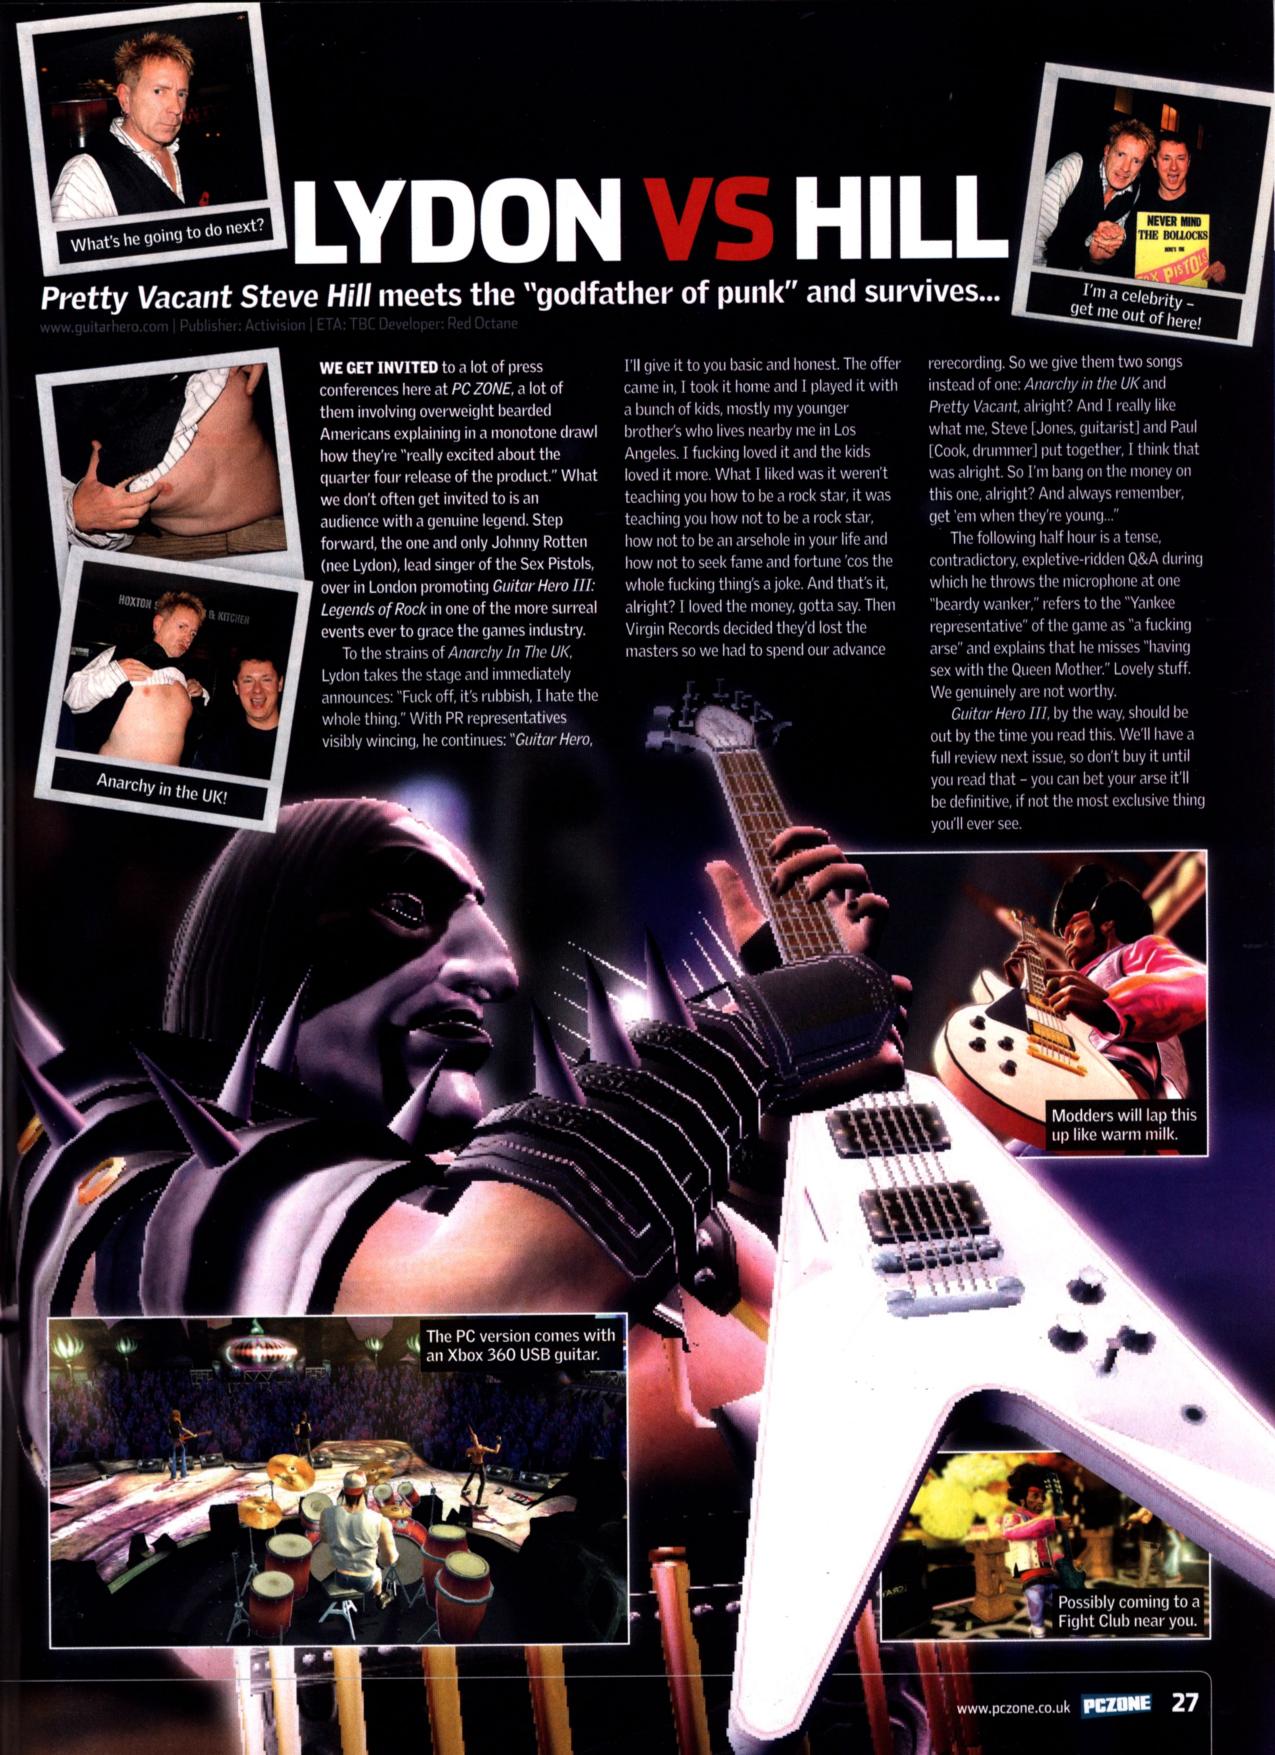 What's he going to do next?
NEVER MIND
THE BOLLOCKS
HERE'S THE
SEX PISTOLS
I'm a celebrity –
get me out of here!
LYDON VS HILL
Pretty Vacant Steve Hill meets the "godfather of punk" and survives...
www.guitarhero.com | Publisher: Activision | ETA: TBC Developer: Red Octane
HOXTON S & KITCHEN
Anarchy in the UK!
WE GET INVITED to a lot of press
conferences here at PC ZONE, a lot of
them involving overweight bearded
Americans explaining in a monotone drawl
how they're "really excited about the
quarter four release of the product." What
we don't often get invited to is an
audience with a genuine legend. Step
forward, the one and only Johnny Rotten
(nee Lydon), lead singer of the Sex Pistols,
over in London promoting Guitar Hero III:
Legends of Rock in one of the more surreal
events ever to grace the games industry.
To the strains of Anarchy In The UK,
Lydon takes the stage and immediately
announces: "Fuck off, it's rubbish, I hate the
whole thing." With PR representatives
visibly wincing, he continues: "Guitar Hero,
I'll give it to you basic and honest. The offer
came in, I took it home and I played it with
a bunch of kids, mostly my younger
brother's who lives nearby me in Los
Angeles. I fucking loved it and the kids
loved it more. What I liked was it weren't
teaching you how to be a rock star, it was
teaching you how not to be a rock star,
how not to be an arsehole in your life and
how not to seek fame and fortune 'cos the
whole fucking thing's a joke. And that's it,
alright? I loved the money, gotta say. Then
Virgin Records decided they'd lost the
masters so we had to spend our advance
rerecording. So we give them two songs
instead of one: Anarchy in the UK and
Pretty Vacant, alright? And I really like
what me, Steve [Jones, guitarist] and Paul
[Cook, drummer] put together, I think that
was alright. So I'm bang on the money on
this one, alright? And always remember,
get 'em when they're young..."
The following half hour is a tense,
contradictory, expletive-ridden Q&A during
which he throws the microphone at one
"beardy wanker," refers to the "Yankee
representative" of the game as "a fucking
arse" and explains that he misses "having
sex with the Queen Mother." Lovely stuff.
We genuinely are not worthy.
Guitar Hero III, by the way, should be
out by the time you read this. We'll have a
full review next issue, so don't buy it until
you read that – you can bet your arse it'll
be definitive, if not the most exclusive thing
you'll ever see.
Modders will lap this
up like warm milk.
The PC version comes with
an Xbox 360 USB guitar.
Possibly coming to a
Fight Club near you.
www.pczone.co.uk PCZONE 27